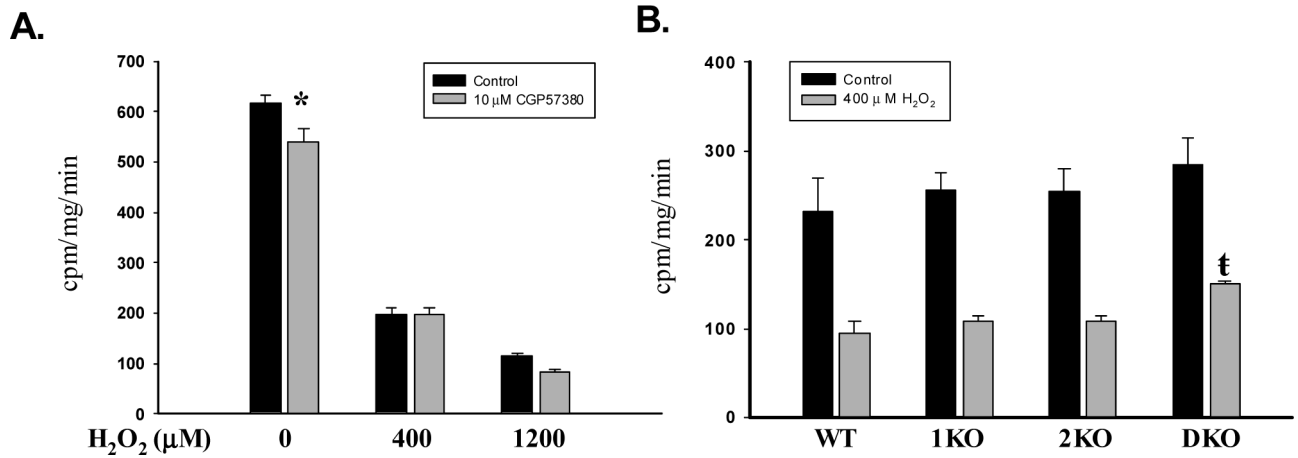 A.
700
600
500
400
300
200
100
0
cpm/mg/min
Control
10 μM CGP57380
*
H₂O₂ (μM) 0 400 1200
B.
400
300
200
100
0
cpm/mg/min
Control
400 μ M H₂O₂
ŧ
WT 1KO 2KO DKO